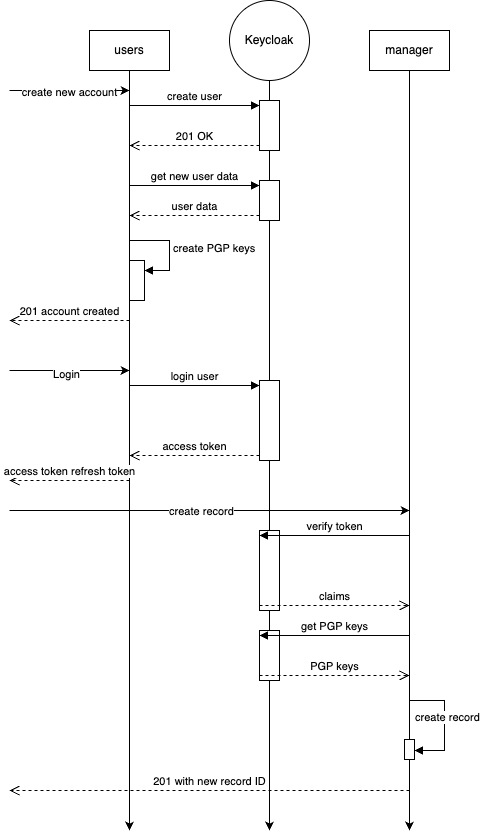 users
Keycloak
manager
create new account
create user
201 OK
get new user data
user data
create PGP keys
201 account created
Login
login user
access token
access token refresh token
create record
verify token
claims
get PGP keys
PGP keys
create record
201 with new record ID